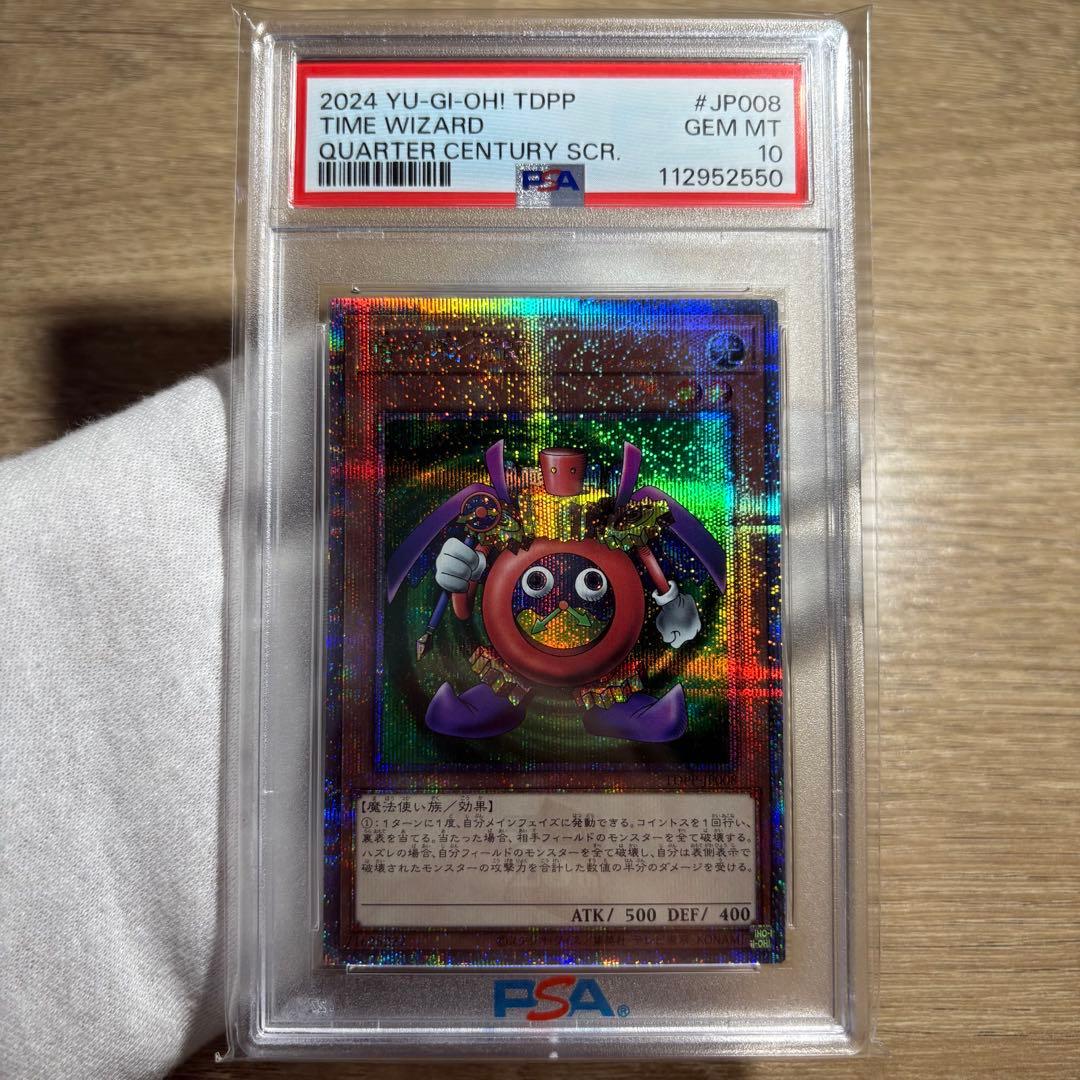 2024 YU-GI-OH! TDPP #JP008
TIME WIZARD GEM MT
QUARTER CENTURY SCR. 10
PSA 112952550
TDPP-JP008
【魔法使い族／効果】
①：1ターンに1度、自分メインフェイズに発動できる。コイントスを1回行い、
裏表を当てる。当たった場合、相手フィールドのモンスターを全て破壊する。
ハズレの場合、自分フィールドのモンスターを全て破壊し、自分は表側表示で
破壊されたモンスターの攻撃力を合計した数値の半分のダメージを受ける。
ATK/ 500 DEF/ 400
PSA®